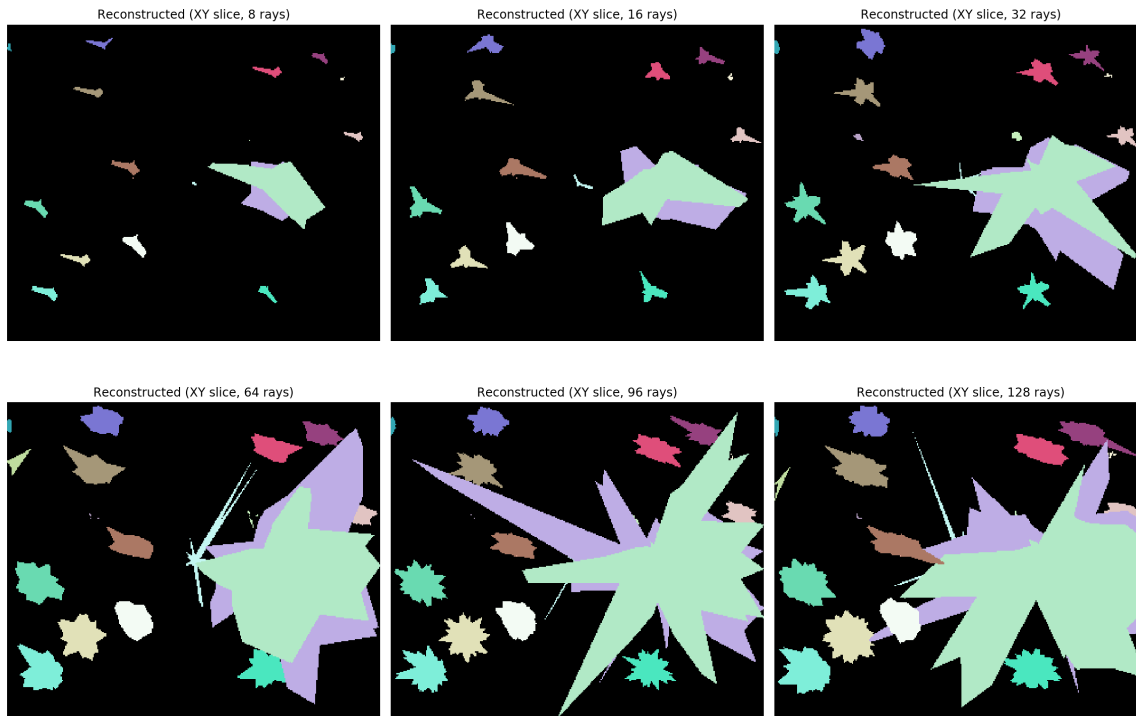 Reconstructed (XY slice, 8 rays)
Reconstructed (XY slice, 16 rays)
Reconstructed (XY slice, 32 rays)
Reconstructed (XY slice, 64 rays)
Reconstructed (XY slice, 96 rays)
Reconstructed (XY slice, 128 rays)